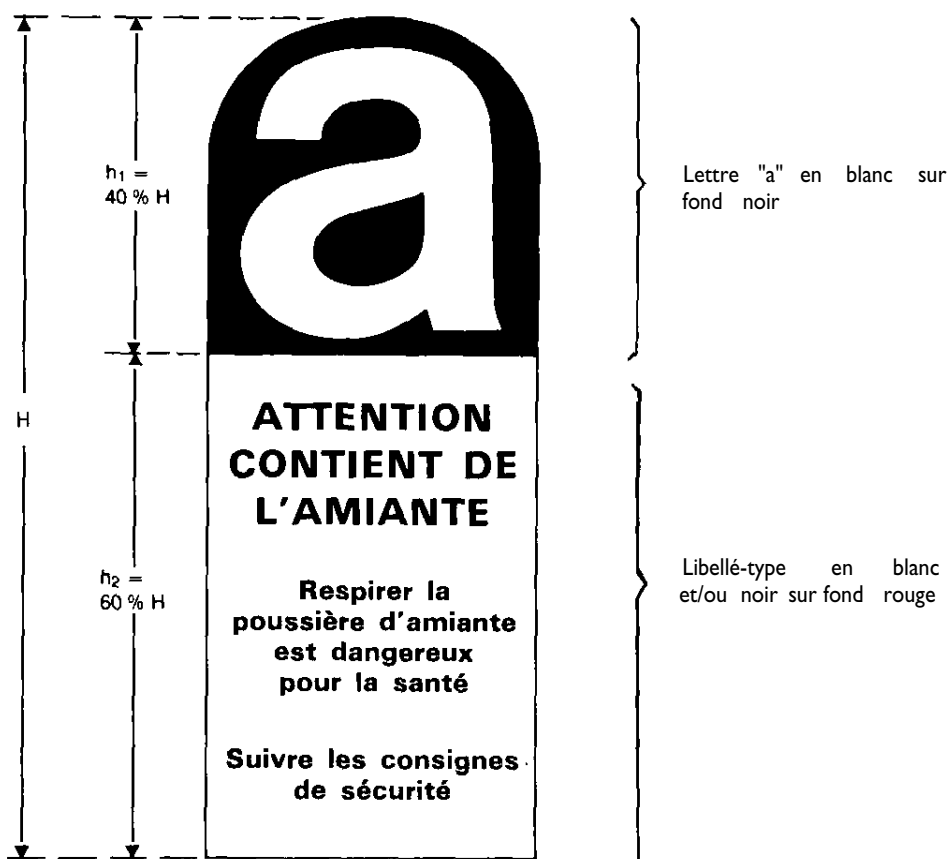 a
h₁ =
40 % H
Lettre "a" en blanc sur
fond noir
H
ATTENTION
CONTIENT DE
L'AMIANTE
h₂ =
60 % H
Respirer la
poussière d'amiante
est dangereux
pour la santé
Libellé-type en blanc
et/ou noir sur fond rouge
Suivre les consignes
de sécurité